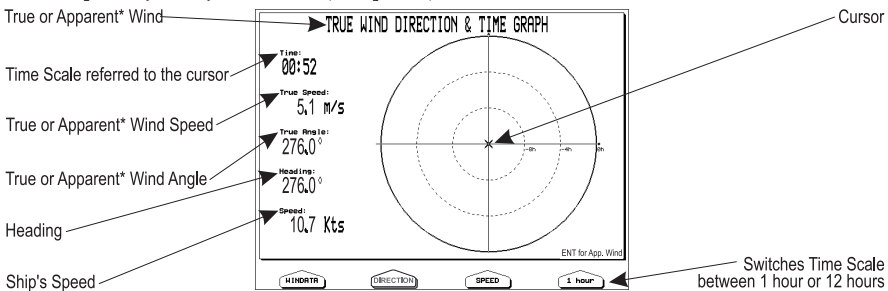 True or Apparent* Wind
TRUE WIND DIRECTION & TIME GRAPH
Cursor
Time:
00:52
Time Scale referred to the cursor
True Speed:
5.1 m/s
True or Apparent* Wind Speed
True Angle:
276.0°
-8h -4h 0h
True or Apparent* Wind Angle
Heading:
276.0°
Heading
Speed:
10.7 Kts
ENT for App. Wind
Ship's Speed
WINDATA DIRECTION SPEED 1 hour
Switches Time Scale
between 1 hour or 12 hours